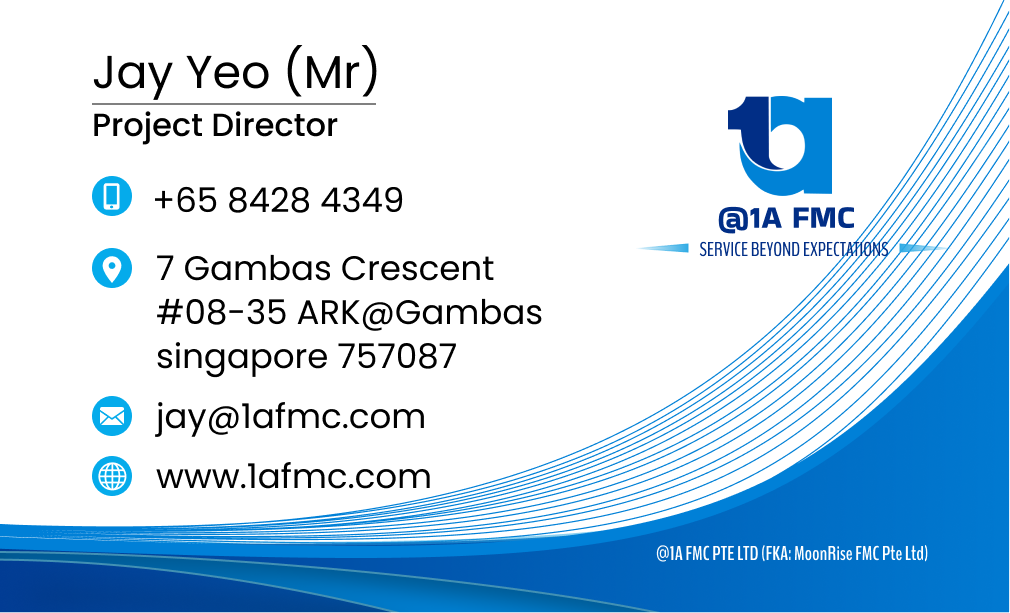 Jay Yeo (Mr)
Project Director
+65 8428 4349
7 Gambas Crescent
#08-35 ARK@Gambas
singapore 757087
jay@1afmc.com
www.1afmc.com
1a
@1A FMC
SERVICE BEYOND EXPECTATIONS
@1A FMC PTE LTD (FKA: MoonRise FMC Pte Ltd)